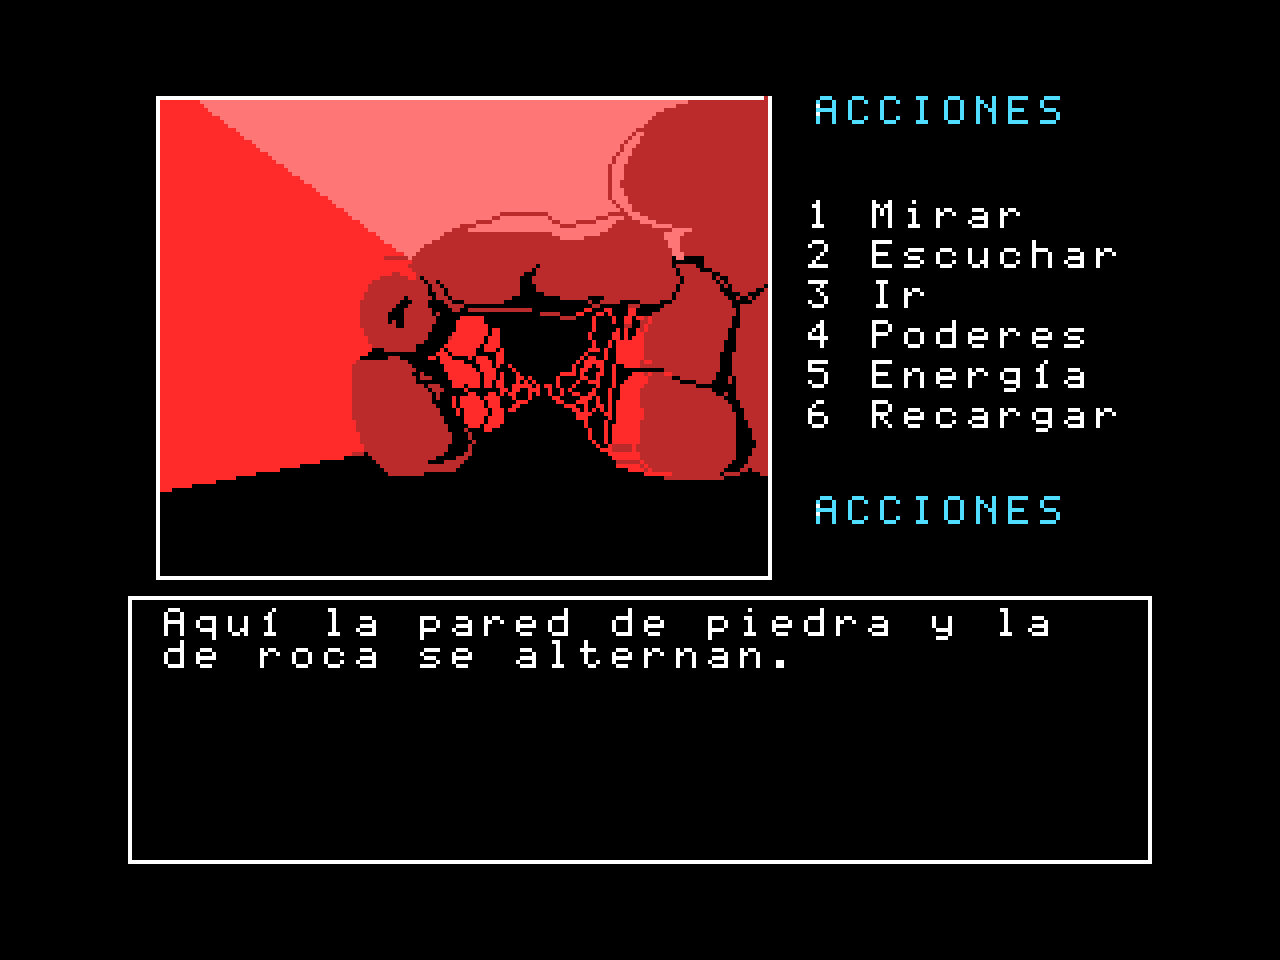 ACCIONES
1 Mirar
2 Escuchar
3 Ir
4 Poderes
5 Energía
6 Recargar
ACCIONES
Aquí la pared de piedra y la
de roca se alternan.